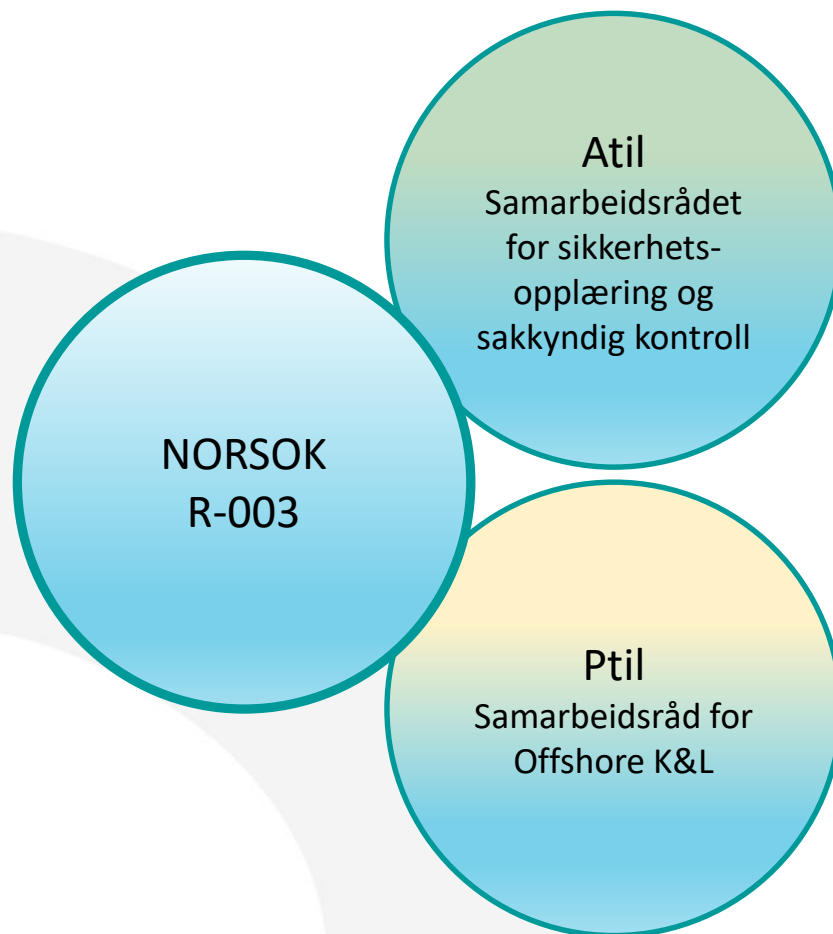 Atil
Samarbeidsrådet
for sikkerhets-
opplæring og
sakkyndig kontroll
NORSOK
R-003
Ptil
Samarbeidsråd for
Offshore K&L